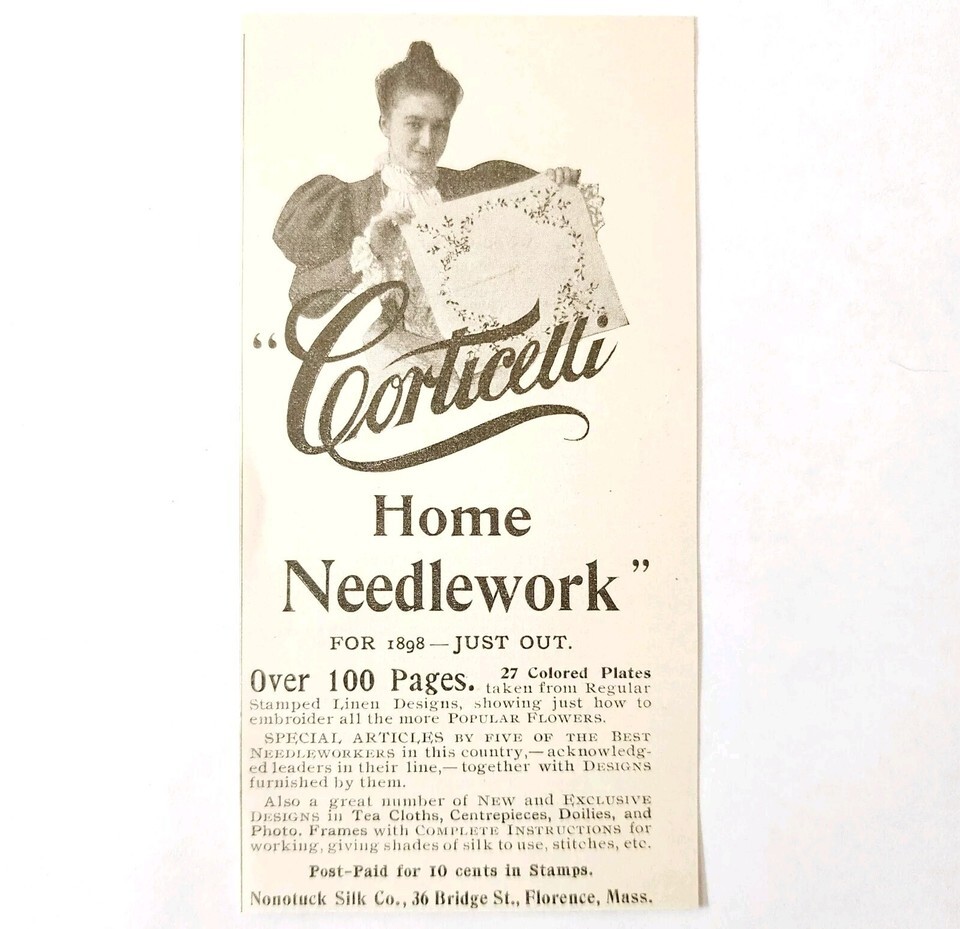 “Corticelli
Home
Needlework”
FOR 1898—JUST OUT.
Over 100 Pages. 27 Colored Plates
taken from Regular
Stamped Linen Designs, showing just how to
embroider all the more POPULAR FLOWERS.
SPECIAL ARTICLES BY FIVE OF THE BEST
NEEDLEWORKERS in this country,—acknowledg-
ed leaders in their line,—together with DESIGNS
furnished by them.
Also a great number of NEW and EXCLUSIVE
DESIGNS in Tea Cloths, Centrepieces, Doilies, and
Photo. Frames with COMPLETE INSTRUCTIONS for
working, giving shades of silk to use, stitches, etc.
Post-Paid for 10 cents in Stamps.
Nonotuck Silk Co., 36 Bridge St., Florence, Mass.